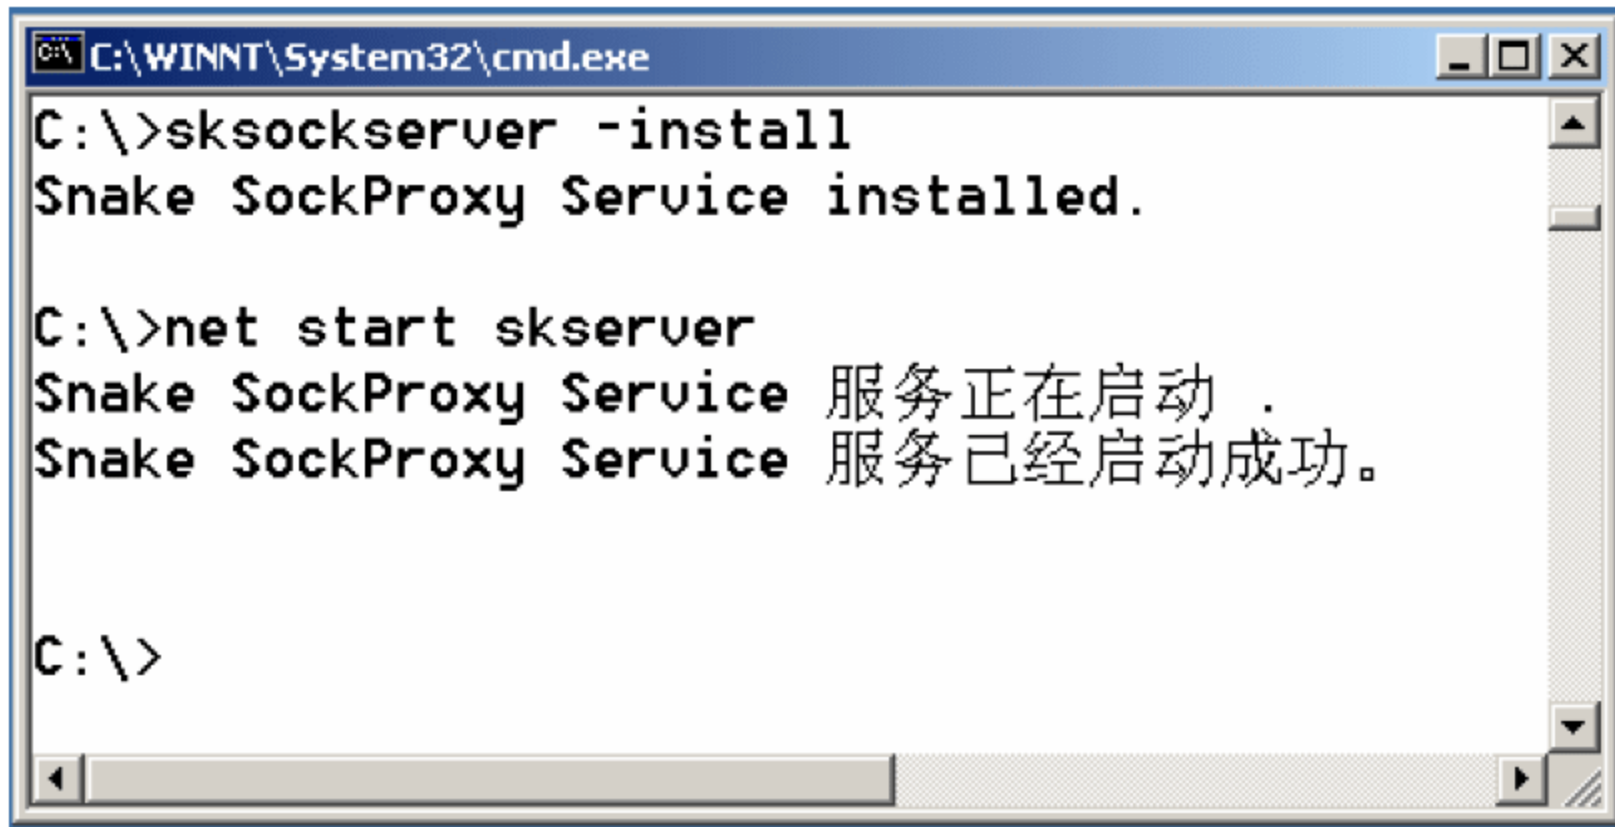 C:\WINNT\System32\cmd.exe
C:\>sksockserver -install
Snake SockProxy Service installed.
C:\>net start skserver
Snake SockProxy Service 服务正在启动 .
Snake SockProxy Service 服务已经启动成功。
C:\>